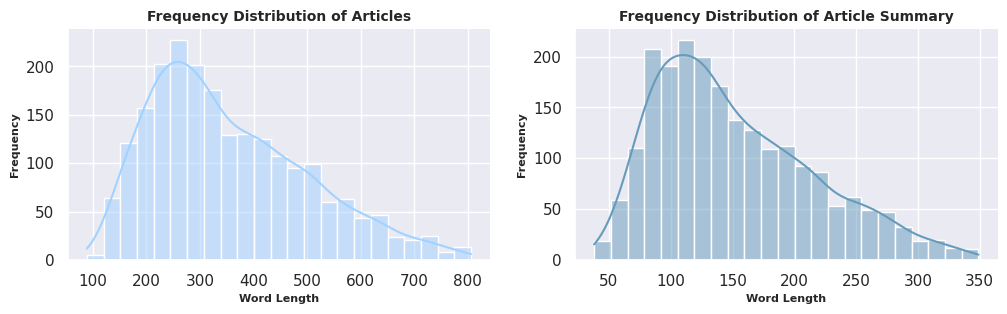 Frequency Distribution of Articles
Frequency
200
150
100
50
0
100 200 300 400 500 600 700 800
Word Length
Frequency Distribution of Article Summary
Frequency
200
150
100
50
0
50 100 150 200 250 300 350
Word Length